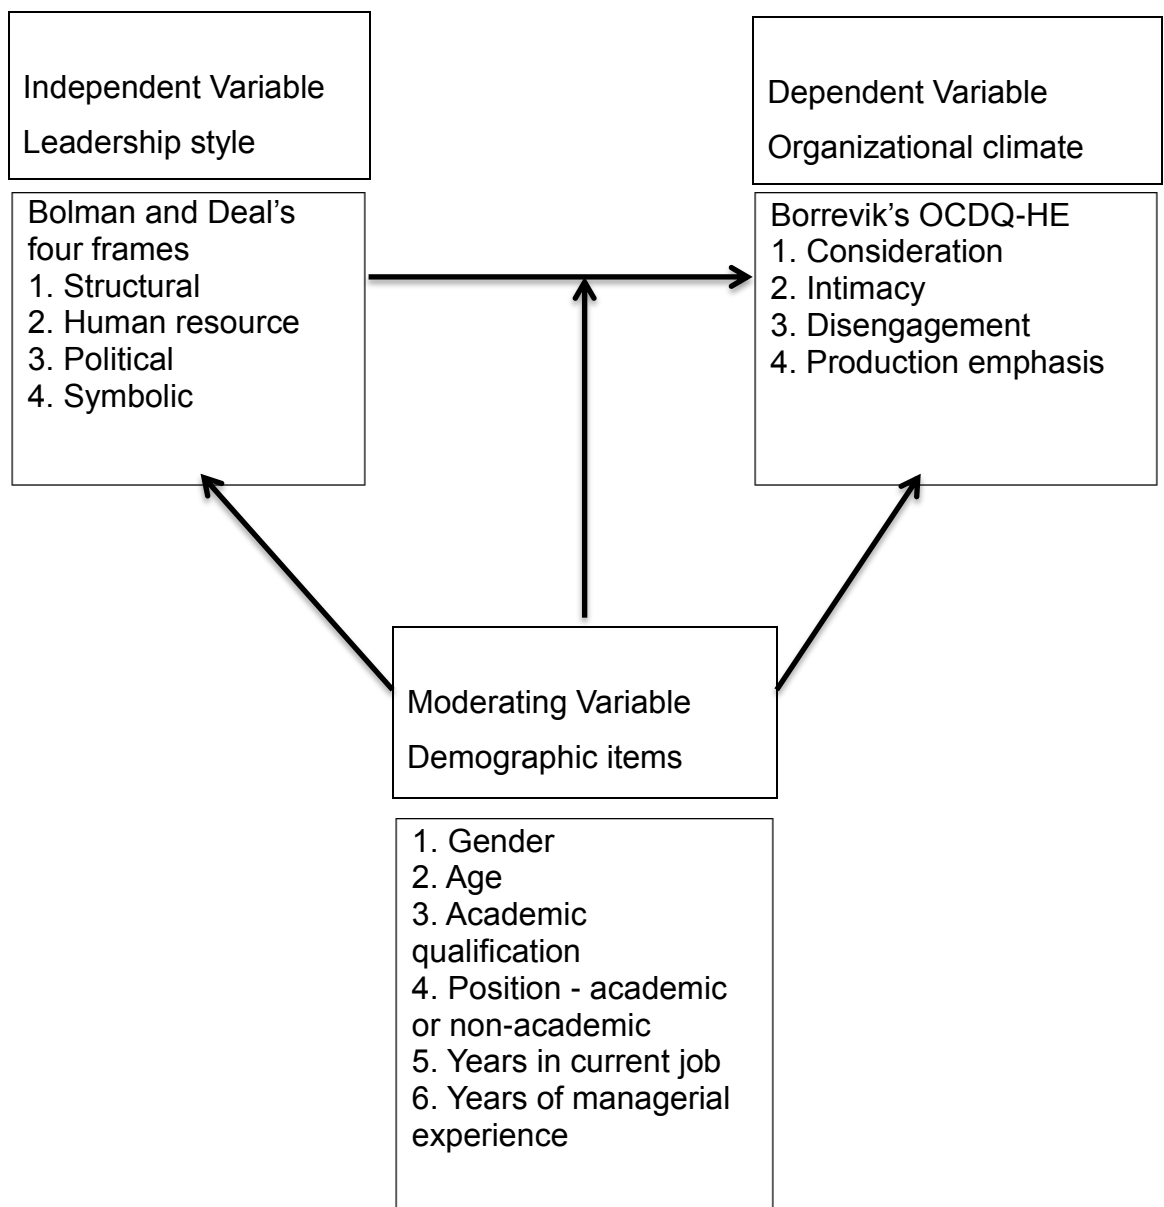 Independent Variable
Leadership style
Bolman and Deal’s
four frames
1. Structural
2. Human resource
3. Political
4. Symbolic
Dependent Variable
Organizational climate
Borrevik’s OCDQ-HE
1. Consideration
2. Intimacy
3. Disengagement
4. Production emphasis
Moderating Variable
Demographic items
1. Gender
2. Age
3. Academic
qualification
4. Position - academic
or non-academic
5. Years in current job
6. Years of managerial
experience